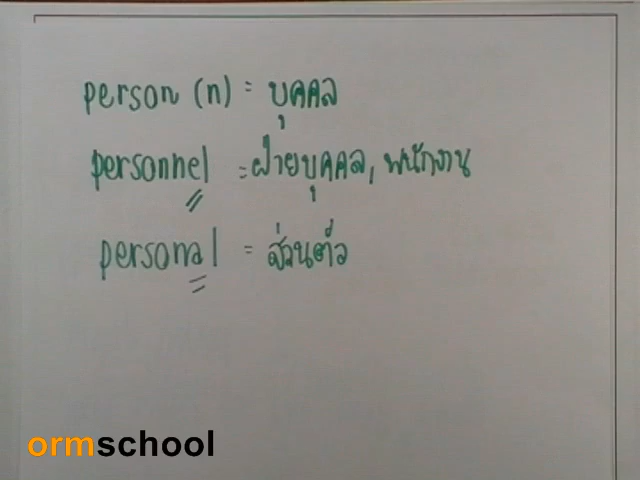 person (n) = บุคคล
personnel = ฝ่ายบุคคล, พนักงาน
personal = ส่วนตัว
ormschool